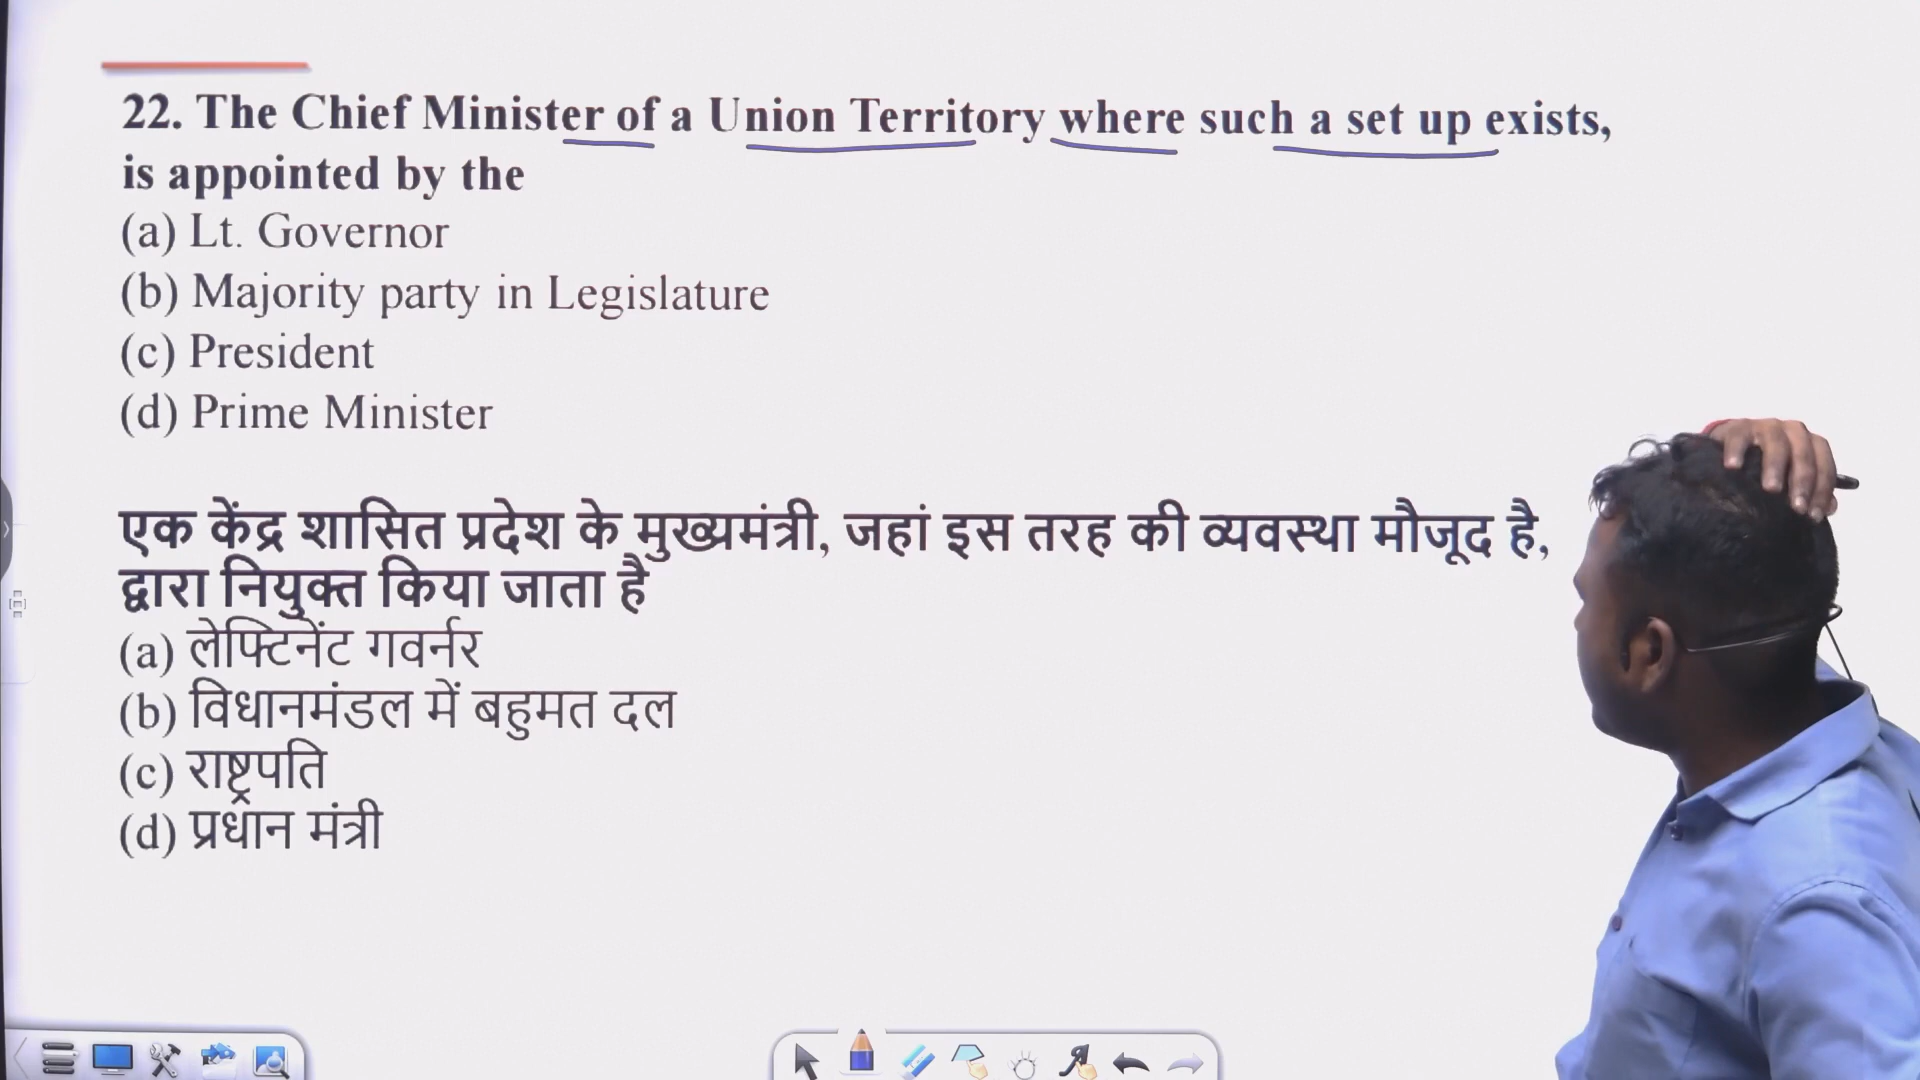 22. The Chief Minister of a Union Territory where such a set up exists,
is appointed by the
(a) Lt. Governor
(b) Majority party in Legislature
(c) President
(d) Prime Minister
एक केंद्र शासित प्रदेश के मुख्यमंत्री, जहां इस तरह की व्यवस्था मौजूद है,
द्वारा नियुक्त किया जाता है
(a) लेफ्टिनेंट गवर्नर
(b) विधानमंडल में बहुमत दल
(c) राष्ट्रपति
(d) प्रधान मंत्री